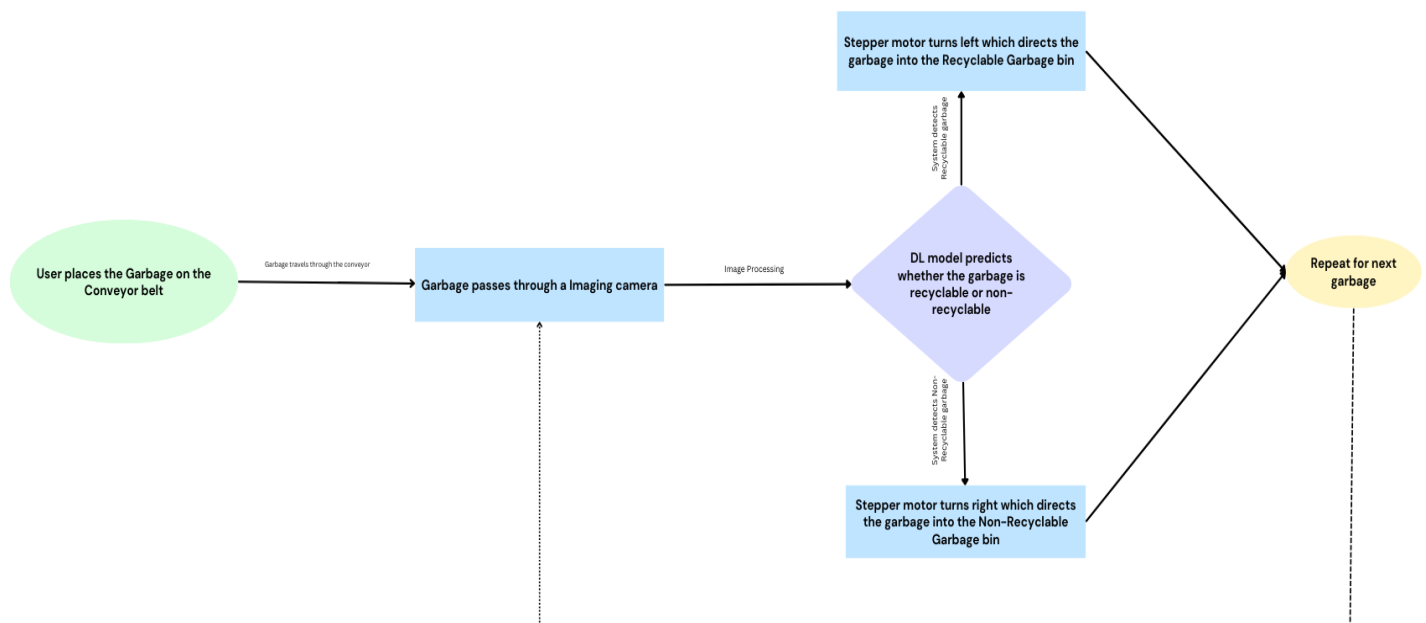 Stepper motor turns left which directs the
garbage into the Recyclable Garbage bin
System detects
Recyclable garbage
User places the Garbage on the
Conveyor belt
Garbage travels through the conveyor
Garbage passes through a Imaging camera
Image Processing
DL model predicts
whether the garbage is
recyclable or non-
recyclable
Repeat for next
garbage
System detects Non-
Recyclable garbage
Stepper motor turns right which directs
the garbage into the Non-Recyclable
Garbage bin